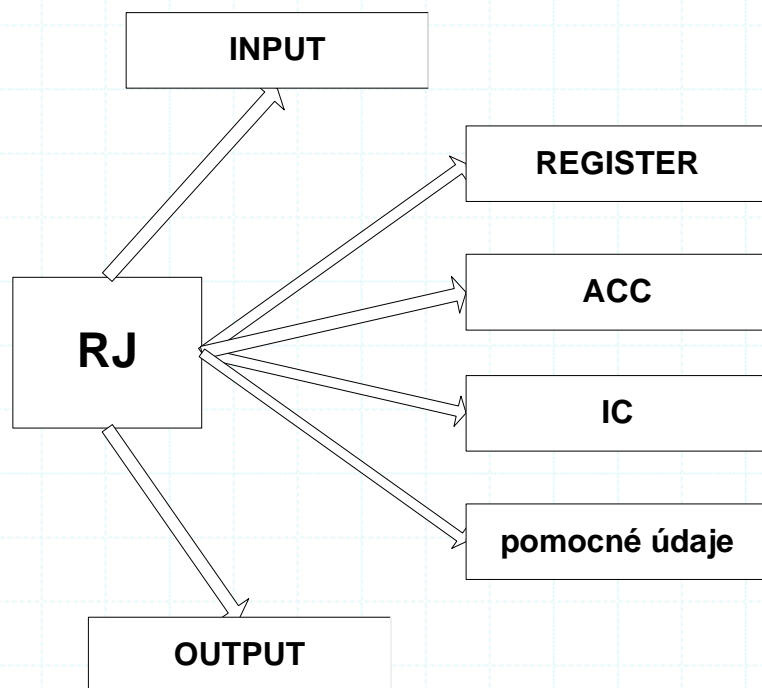 INPUT
REGISTER
ACC
RJ
IC
pomocné údaje
OUTPUT